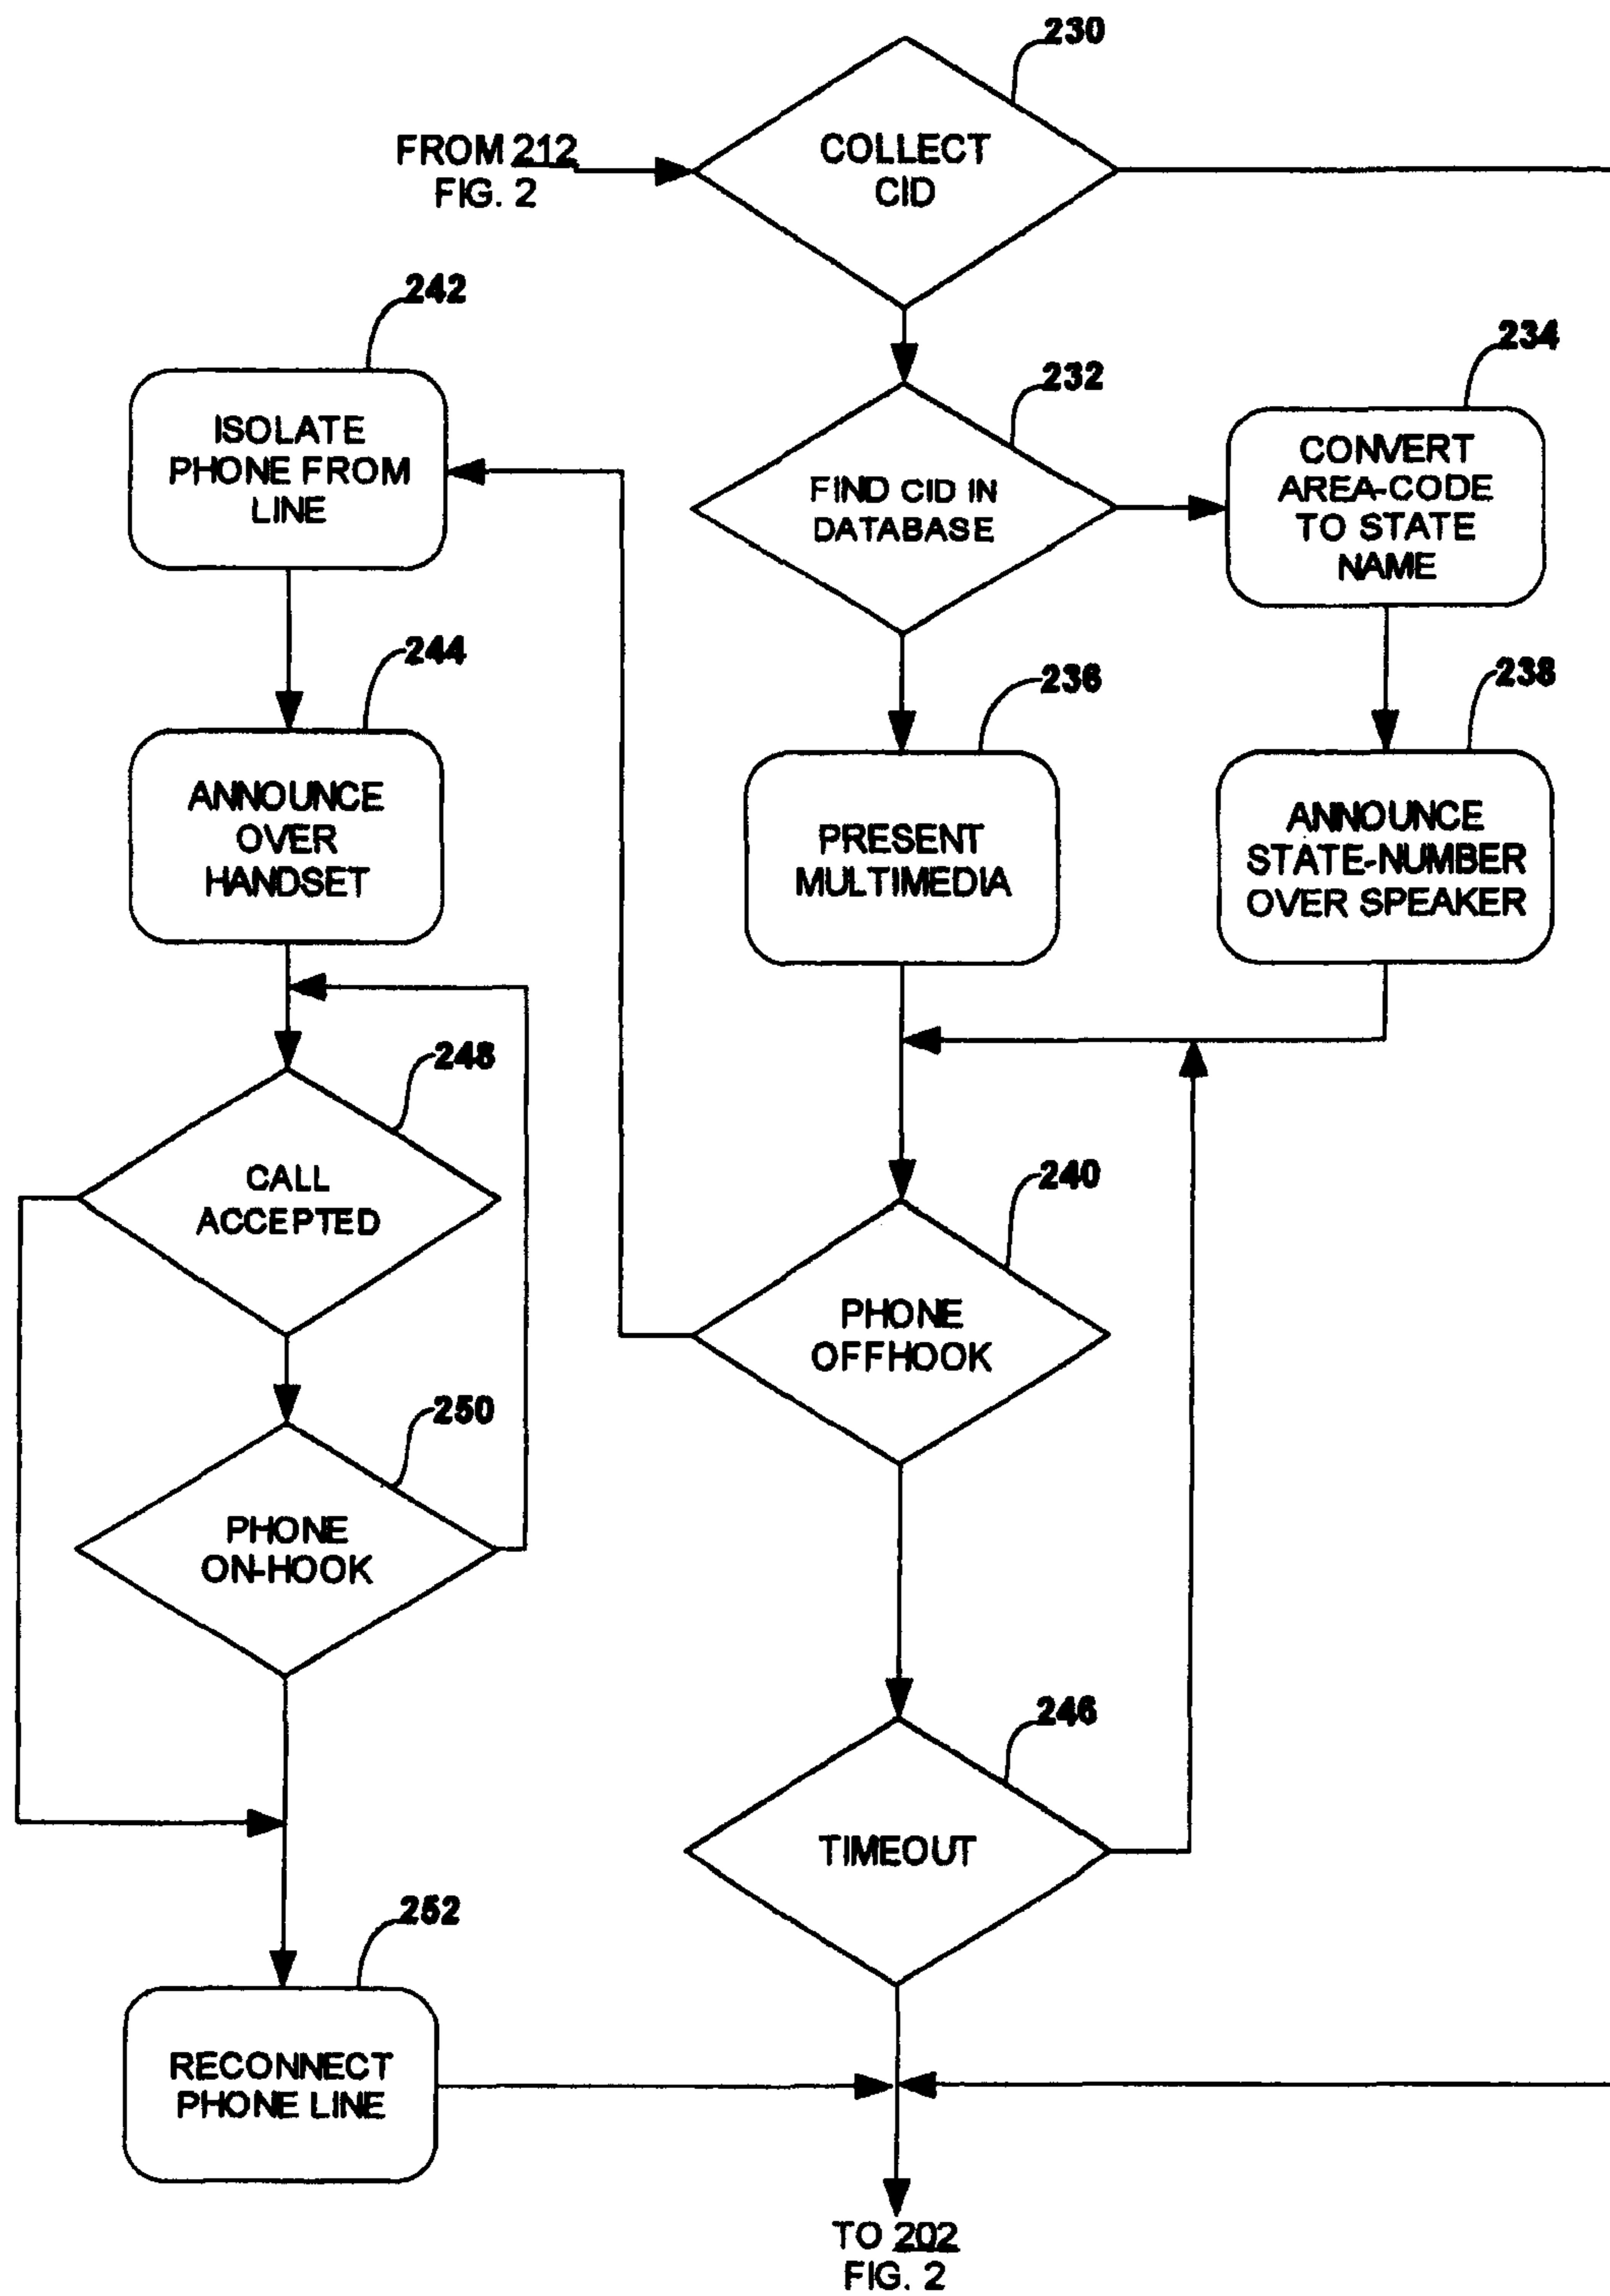 230
FROM 212
FIG. 2
COLLECT
CID
242
ISOLATE
PHONE FROM
LINE
232
FIND CID IN
DATABASE
234
CONVERT
AREA-CODE
TO STATE
NAME
244
ANNOUNCE
OVER
HANDSET
236
PRESENT
MULTIMEDIA
238
ANNOUNCE
STATE-NUMBER
OVER SPEAKER
248
CALL
ACCEPTED
240
PHONE
OFFHOOK
250
PHONE
ON-HOOK
246
TIMEOUT
252
RECONNECT
PHONE LINE
TO 202
FIG. 2